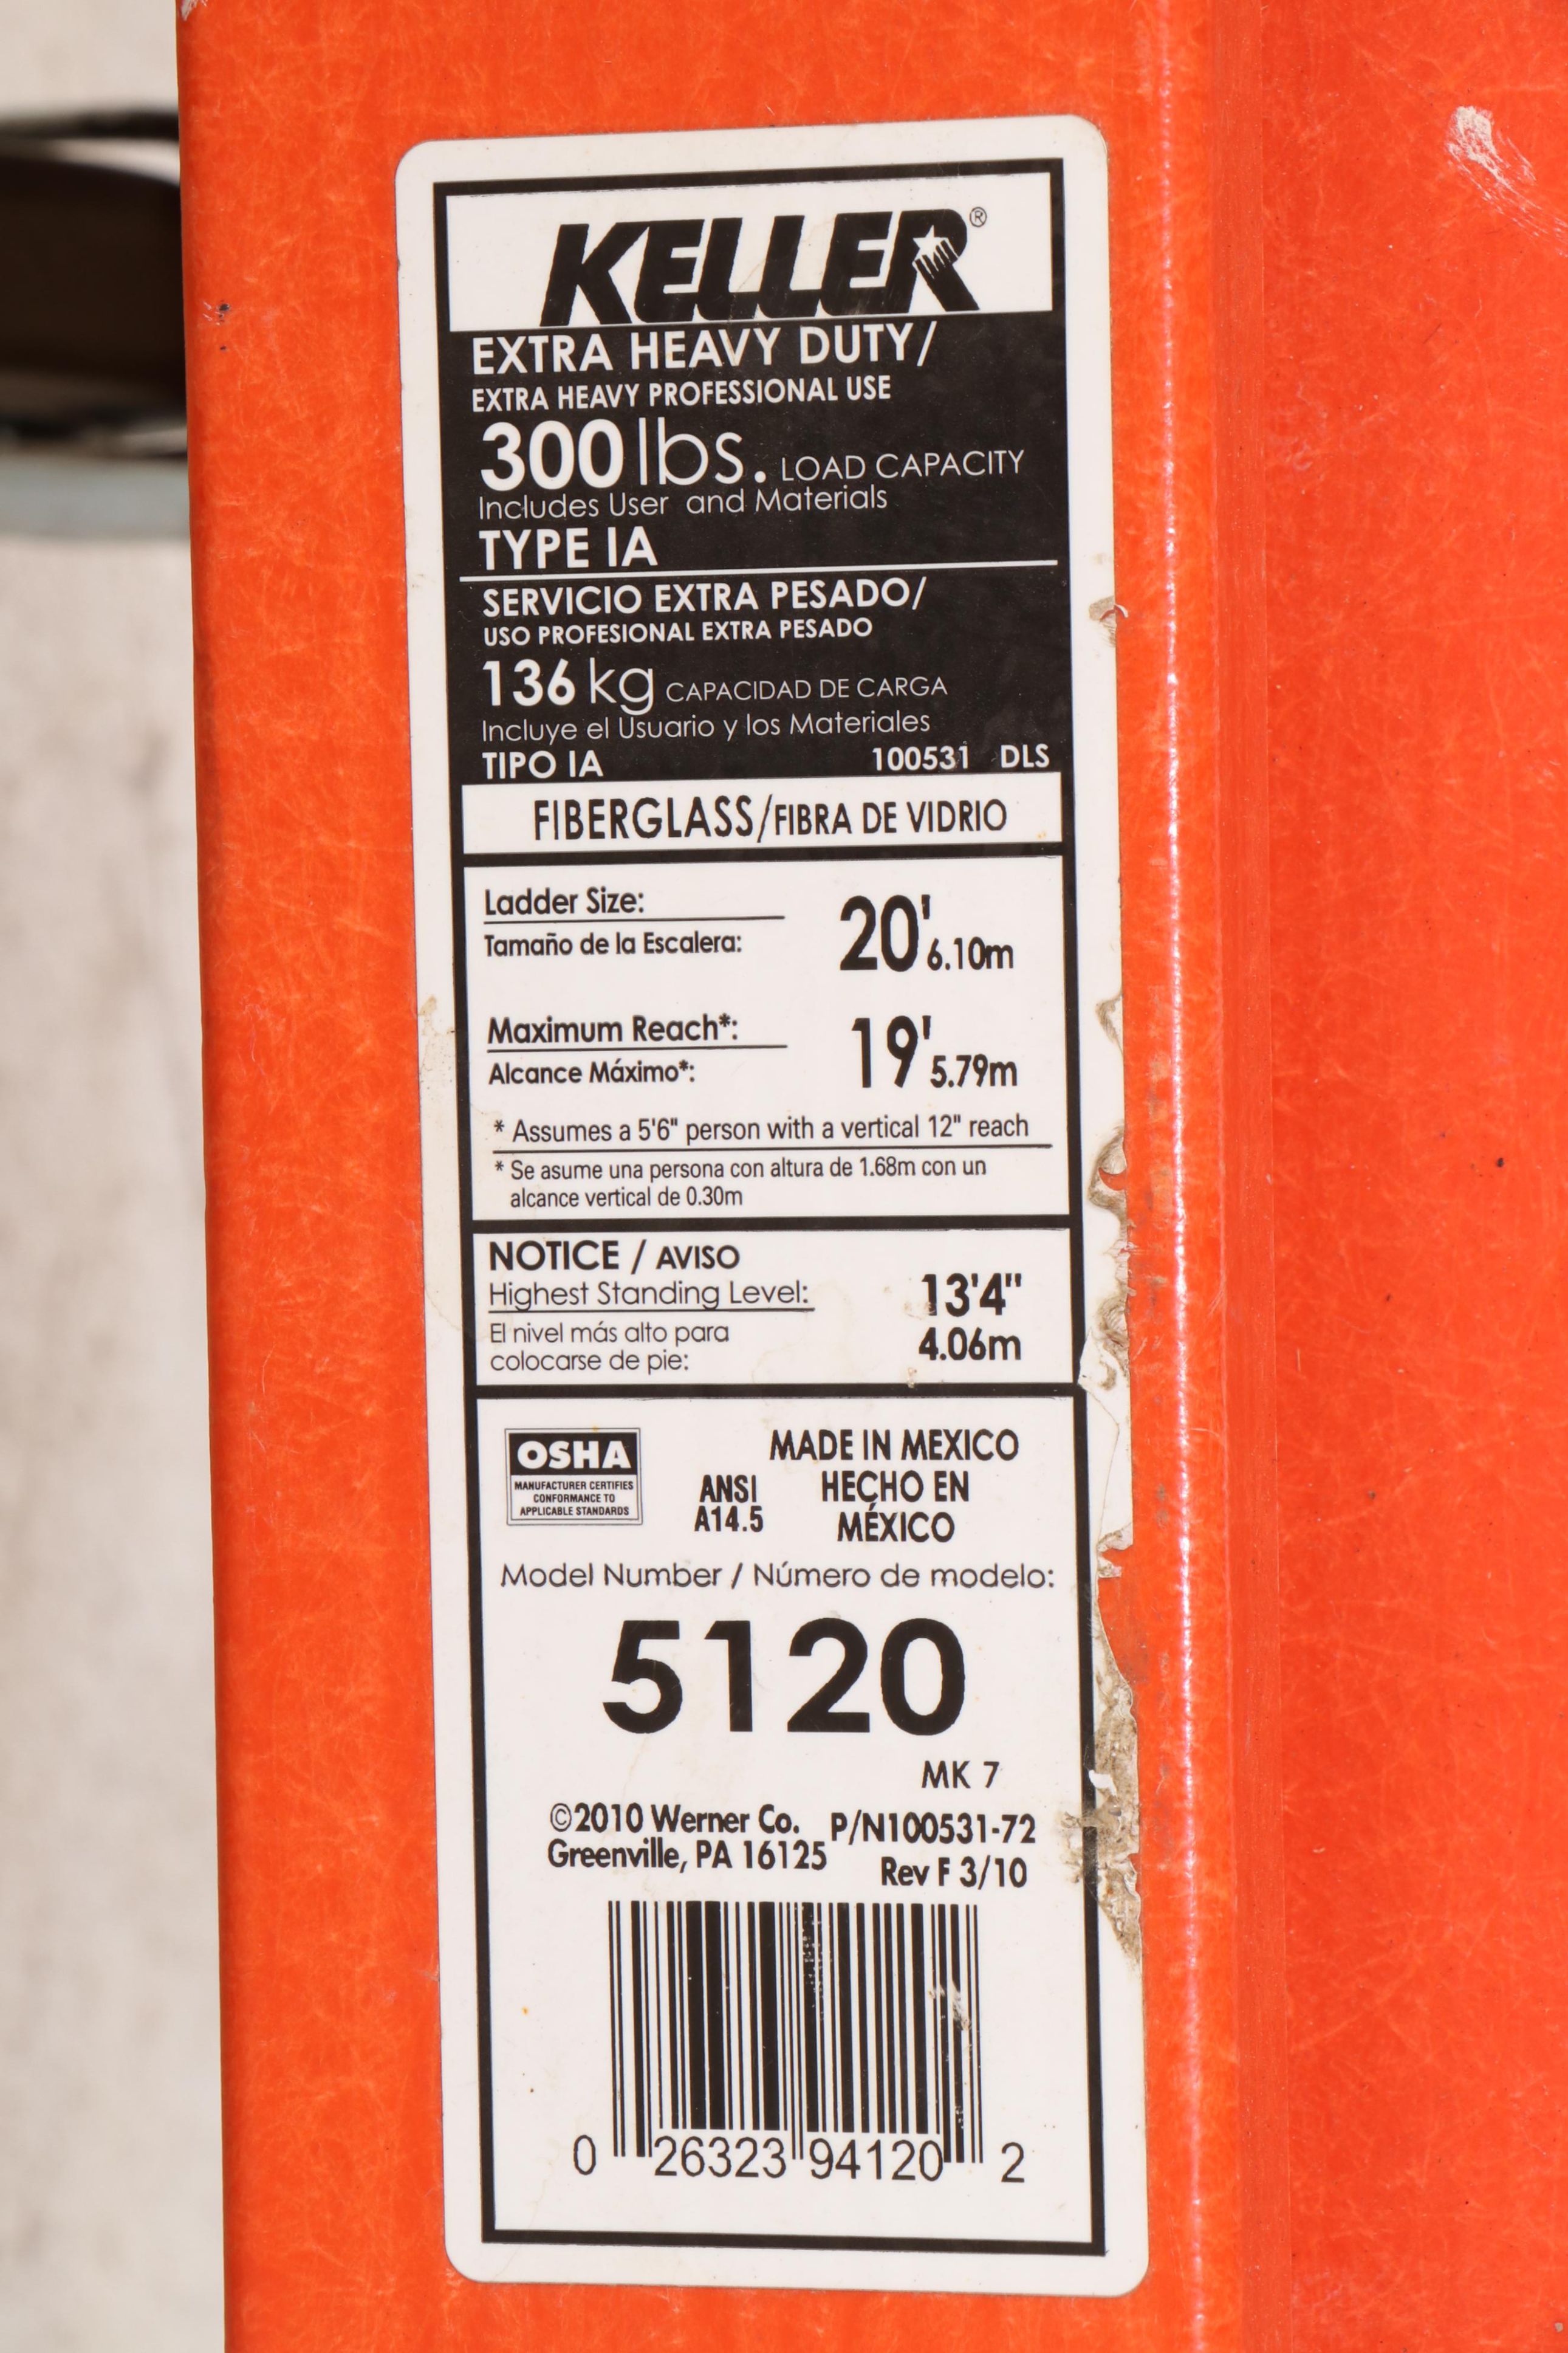 KELLER®
EXTRA HEAVY DUTY/
EXTRA HEAVY PROFESSIONAL USE
300 lbs. LOAD CAPACITY
Includes User and Materials
TYPE IA
SERVICIO EXTRA PESADO/
USO PROFESIONAL EXTRA PESADO
136 kg CAPACIDAD DE CARGA
Incluye el Usuario y los Materiales
TIPO IA 100531 DLS
FIBERGLASS/FIBRA DE VIDRIO
Ladder Size: 20'
Tamaño de la Escalera: 6.10m
Maximum Reach*: 19'
Alcance Máximo*: 5.79m
* Assumes a 5'6" person with a vertical 12" reach
* Se asume una persona con altura de 1.68m con un
alcance vertical de 0.30m
NOTICE / AVISO
Highest Standing Level: 13'4"
El nivel más alto para
colocarse de pie: 4.06m
OSHA
MANUFACTURER CERTIFIES
CONFORMANCE TO
APPLICABLE STANDARDS
ANSI
A14.5
MADE IN MEXICO
HECHO EN
MÉXICO
Model Number / Número de modelo:
5120
MK 7
©2010 Werner Co. P/N100531-72
Greenville, PA 16125 Rev F 3/10
0 26323 94120 2